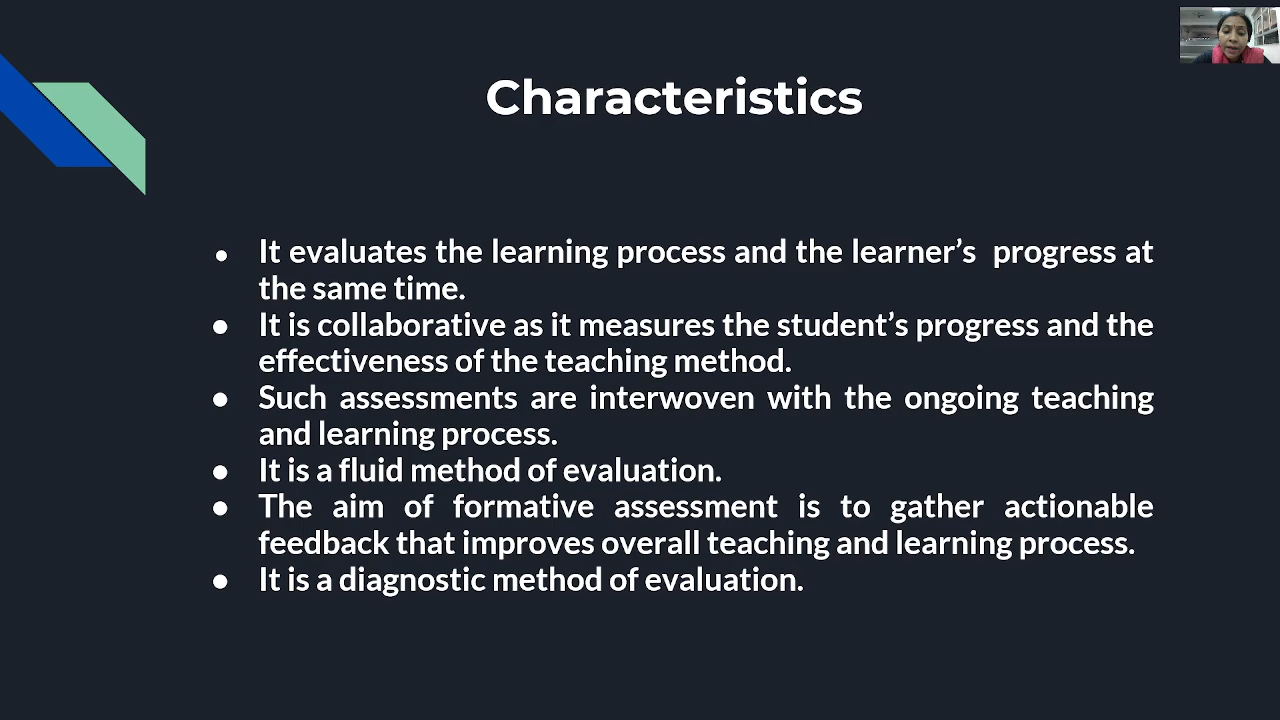 Characteristics
● It evaluates the learning process and the learner’s progress at
the same time.
● It is collaborative as it measures the student’s progress and the
effectiveness of the teaching method.
● Such assessments are interwoven with the ongoing teaching
and learning process.
● It is a fluid method of evaluation.
● The aim of formative assessment is to gather actionable
feedback that improves overall teaching and learning process.
● It is a diagnostic method of evaluation.